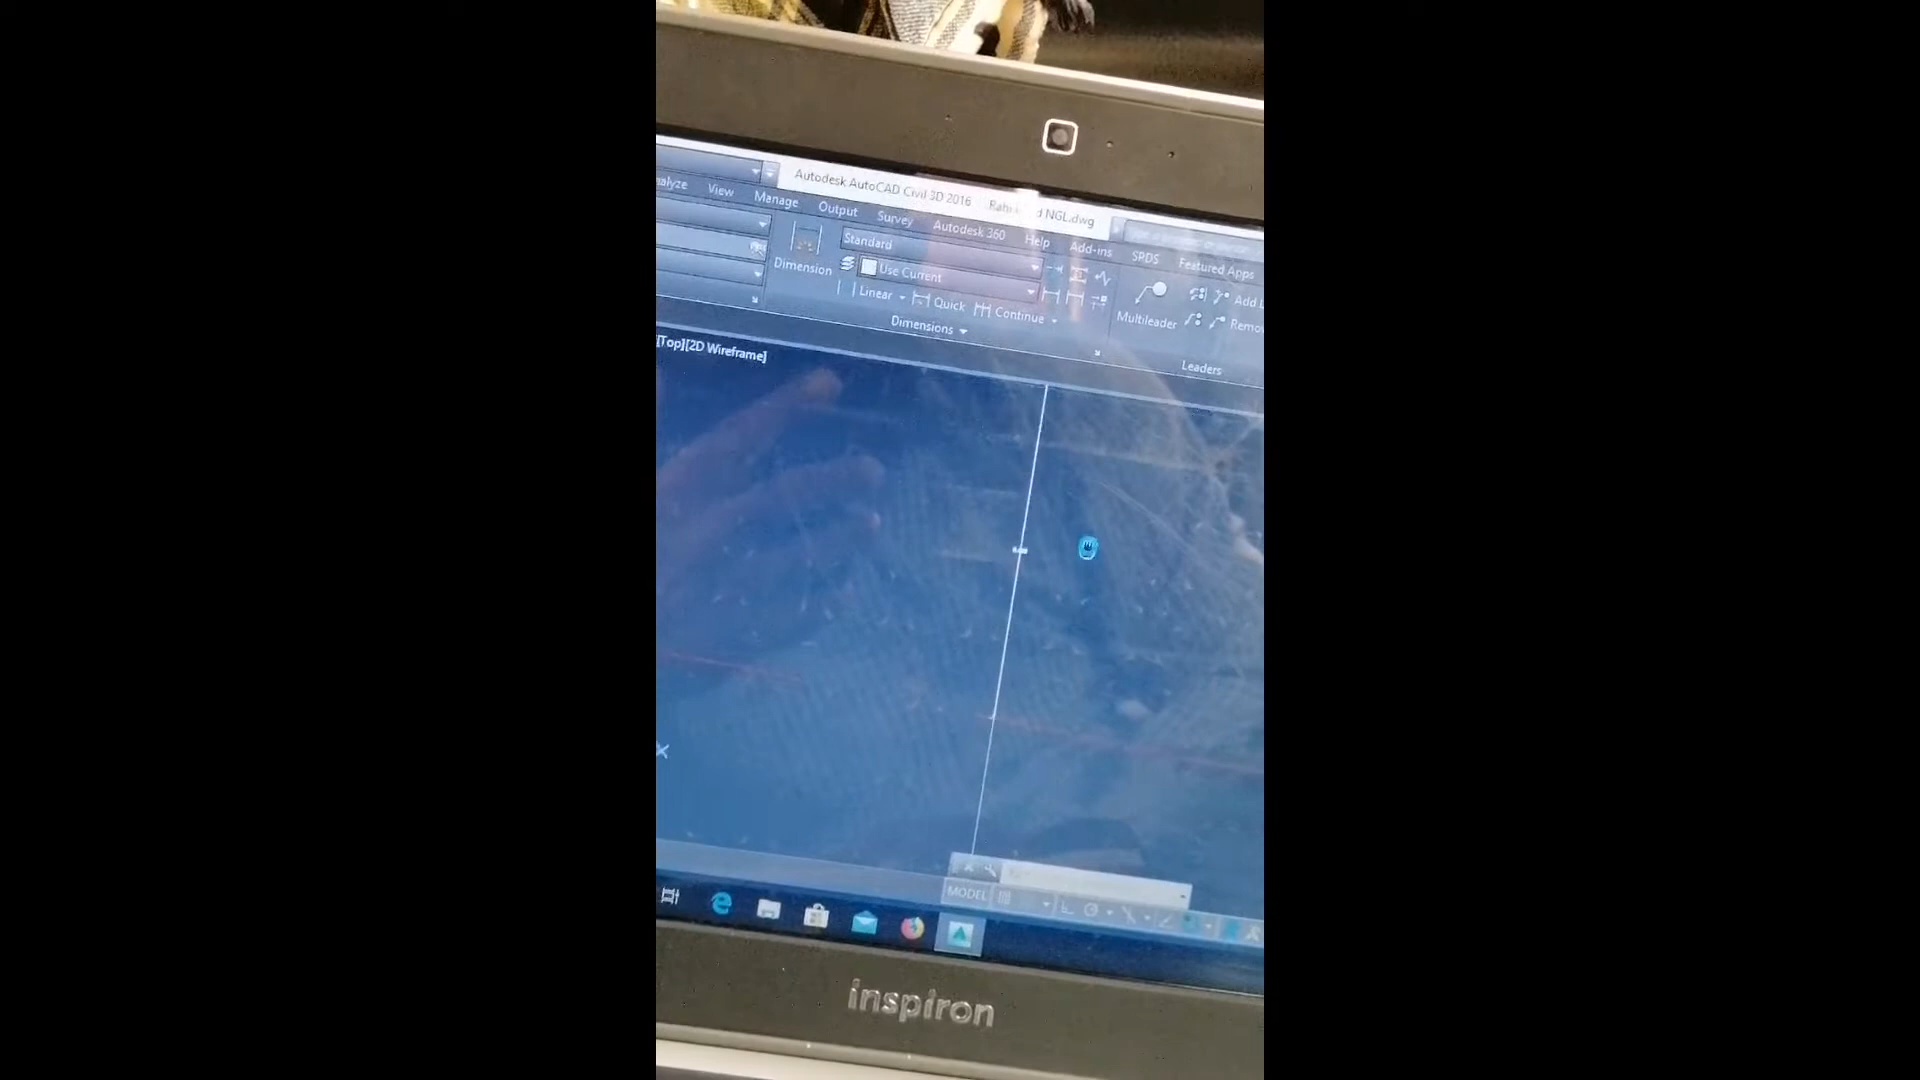 Autodesk AutoCAD Civil 3D 2016 NGL.dwg
View Manage Output Survey Autodesk 360 Help Add-ins SPDS Featured Apps
Standard
Dimension
Use Current
Linear Quick Continue
Multileader
Dimensions
Leaders
[Top][2D Wireframe]
MODEL
inspiron